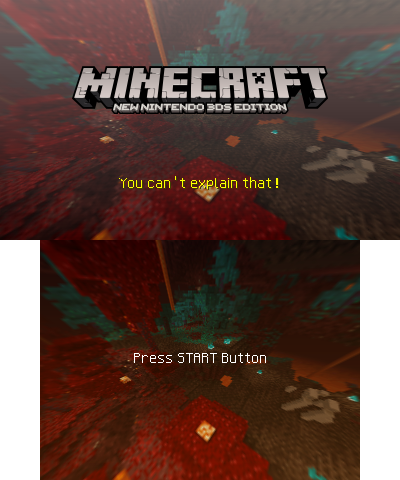 MINECRAFT
NEW NINTENDO 3DS EDITION
You can't explain that!
Press START Button